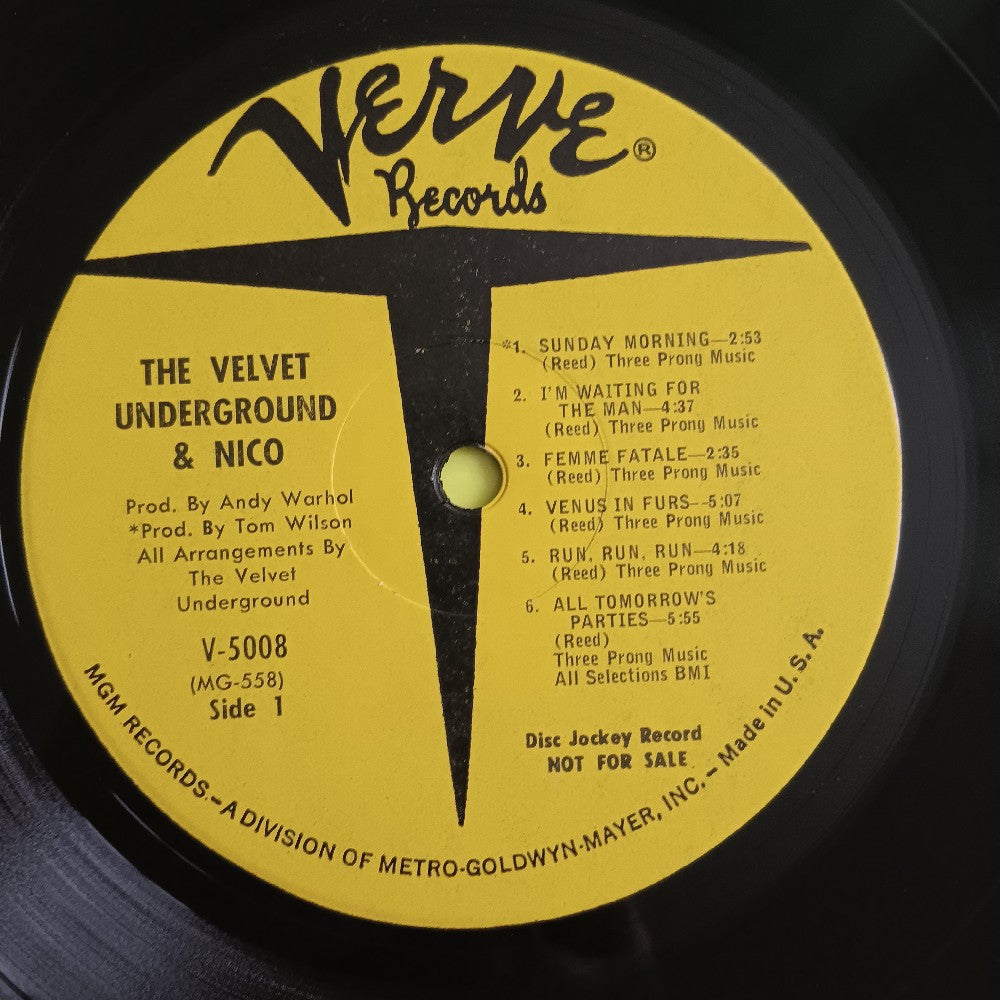 Verve®
Records
THE VELVET
UNDERGROUND
& NICO
Prod. By Andy Warhol
*Prod. By Tom Wilson
All Arrangements By
The Velvet
Underground
V-5008
(MG-558)
Side 1
*1. SUNDAY MORNING—2:53
(Reed) Three Prong Music
2. I'M WAITING FOR
THE MAN—4:37
(Reed) Three Prong Music
3. FEMME FATALE—2:35
(Reed) Three Prong Music
4. VENUS IN FURS--5:07
(Reed) Three Prong Music
5. RUN, RUN, RUN—4:18
(Reed) Three Prong Music
6. ALL TOMORROW'S
PARTIES—5:55
(Reed)
Three Prong Music
All Selections BMI
Disc Jockey Record
NOT FOR SALE
MGM RECORDS.–A DIVISION OF METRO-GOLDWYN-MAYER, INC.–Made in U.S.A.